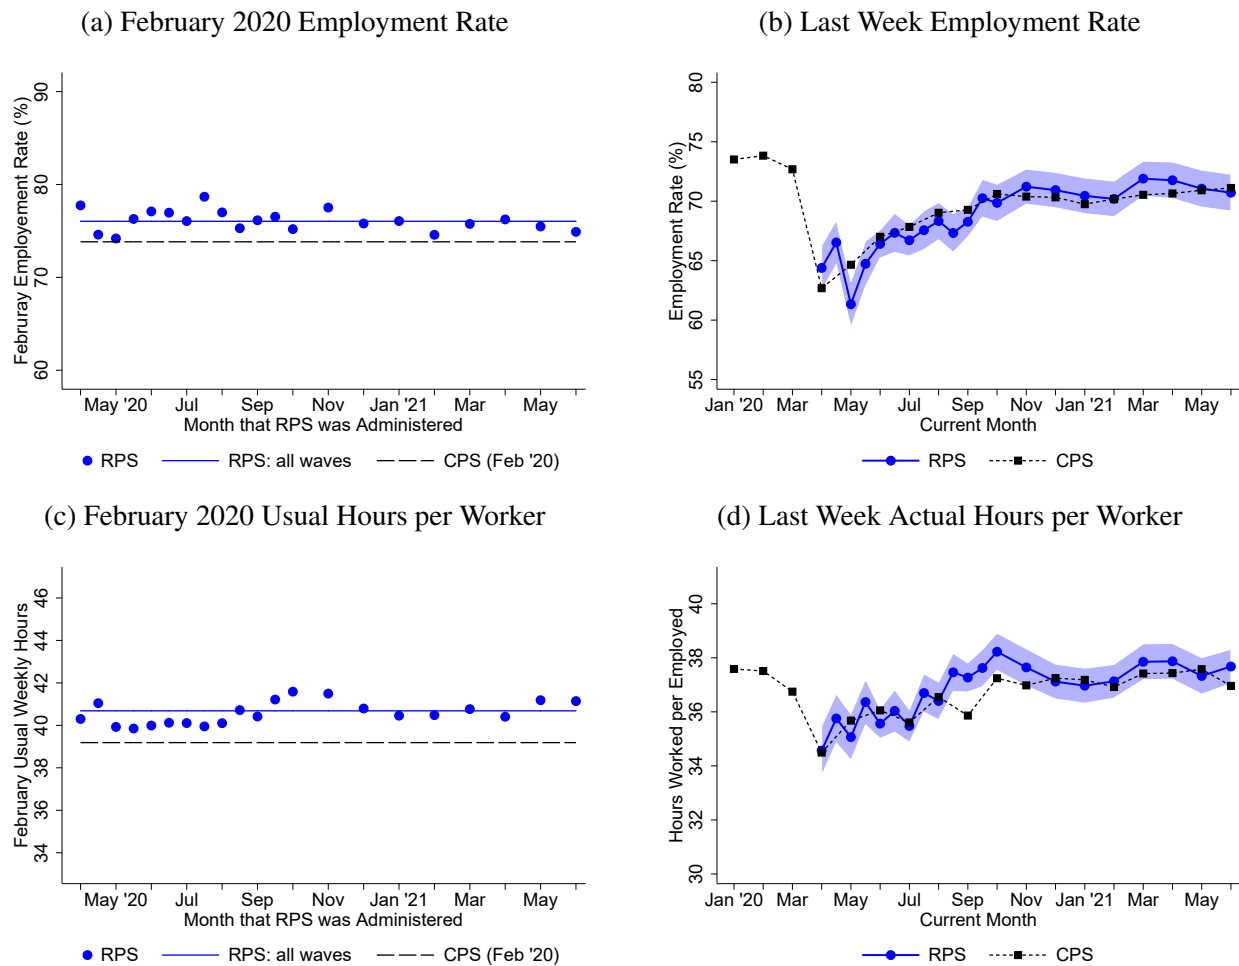 (a) February 2020 Employment Rate
Februray Employement Rate (%)
90
80
70
60
May '20 Jul Sep Nov Jan '21 Mar May
Month that RPS was Administered
RPS RPS: all waves CPS (Feb '20)
(b) Last Week Employment Rate
Employment Rate (%)
80
75
70
65
60
55
Jan '20 Mar May Jul Sep Nov Jan '21 Mar May
Current Month
RPS CPS
(c) February 2020 Usual Hours per Worker
February Usual Weekly Hours
46
44
42
40
38
36
34
May '20 Jul Sep Nov Jan '21 Mar May
Month that RPS was Administered
RPS RPS: all waves CPS (Feb '20)
(d) Last Week Actual Hours per Worker
Hours Worked per Employed
40
38
36
34
32
30
Jan '20 Mar May Jul Sep Nov Jan '21 Mar May
Current Month
RPS CPS